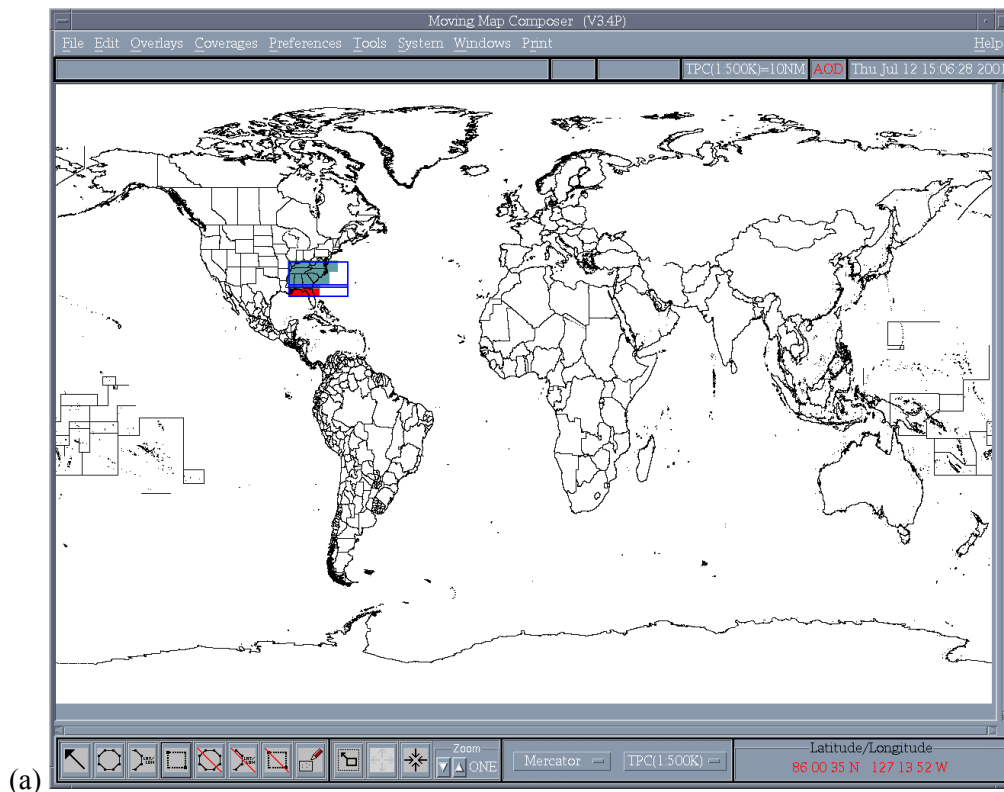 Moving Map Composer (V3.4P)
File Edit Overlays Coverages Preferences Tools System Windows Print Help
TPC(1:500K)=10NM AOD Thu Jul 12 15:06:28 2001
Zoom
ONE
Mercator
TPC(1:500K)
Latitude/Longitude
86 00 35 N 127 13 52 W
(a)